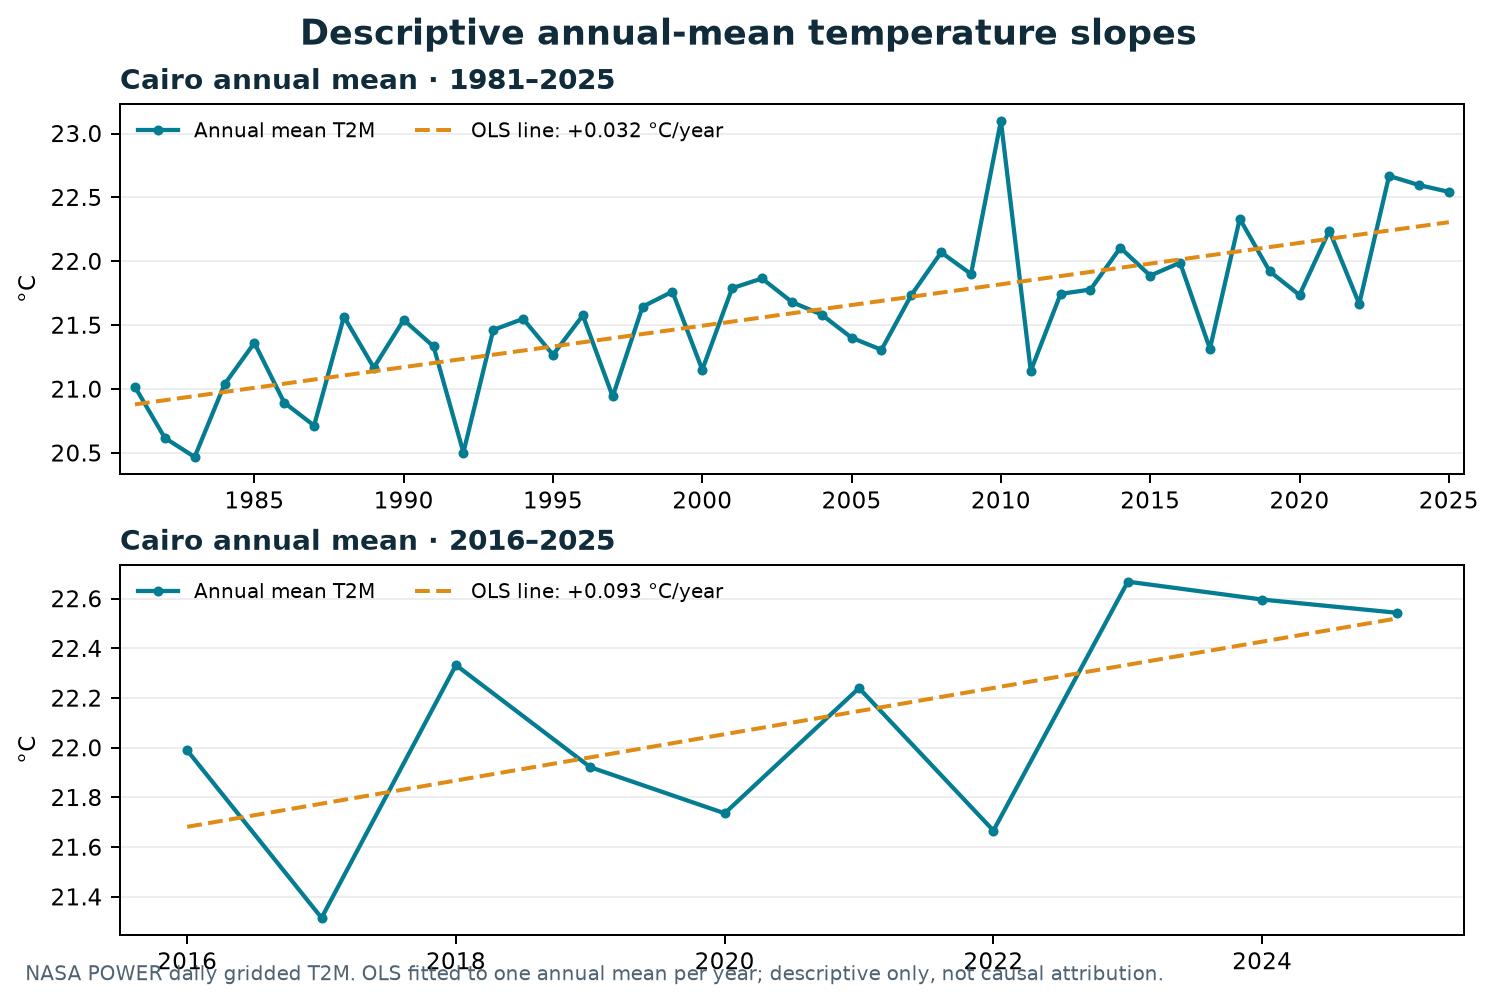 Descriptive annual-mean temperature slopes
Cairo annual mean · 1981–2025
Annual mean T2M
OLS line: +0.032 °C/year
°C
23.0
22.5
22.0
21.5
21.0
20.5
1985 1990 1995 2000 2005 2010 2015 2020 2025
Cairo annual mean · 2016–2025
Annual mean T2M
OLS line: +0.093 °C/year
°C
22.6
22.4
22.2
22.0
21.8
21.6
21.4
2016 2018 2020 2022 2024
NASA POWER daily gridded T2M. OLS fitted to one annual mean per year; descriptive only, not causal attribution.